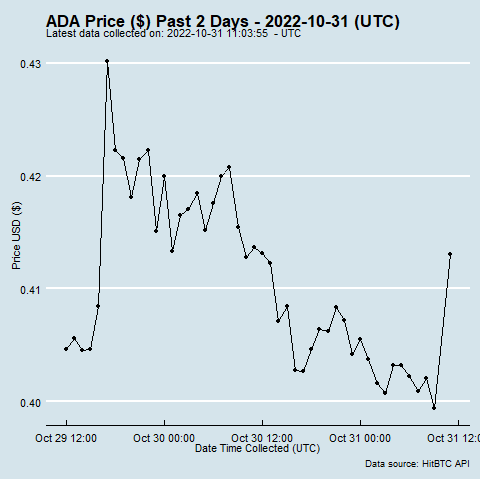 ADA Price ($) Past 2 Days - 2022-10-31 (UTC)
Latest data collected on: 2022-10-31 11:03:55 - UTC
0.43
0.42
0.41
0.40
Price USD ($)
Oct 29 12:00 Oct 30 00:00 Oct 30 12:00 Oct 31 00:00 Oct 31 12:0
Date Time Collected (UTC)
Data source: HitBTC API